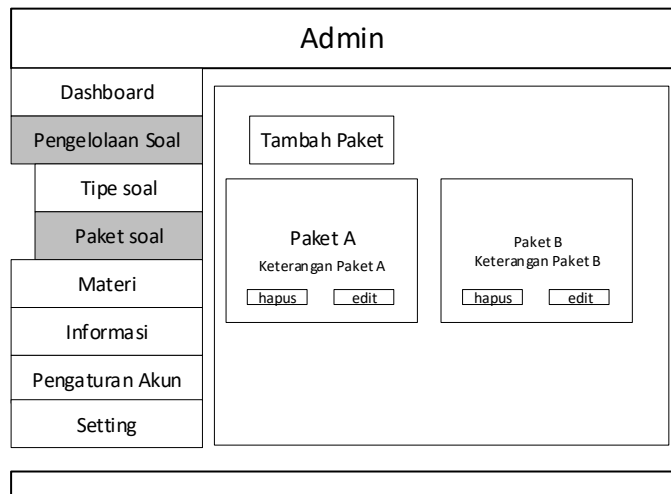 Admin
Dashboard
Pengelolaan Soal
Tipe soal
Paket soal
Materi
Informasi
Pengaturan Akun
Setting
Tambah Paket
Paket A
Keterangan Paket A
hapus edit
Paket B
Keterangan Paket B
hapus edit